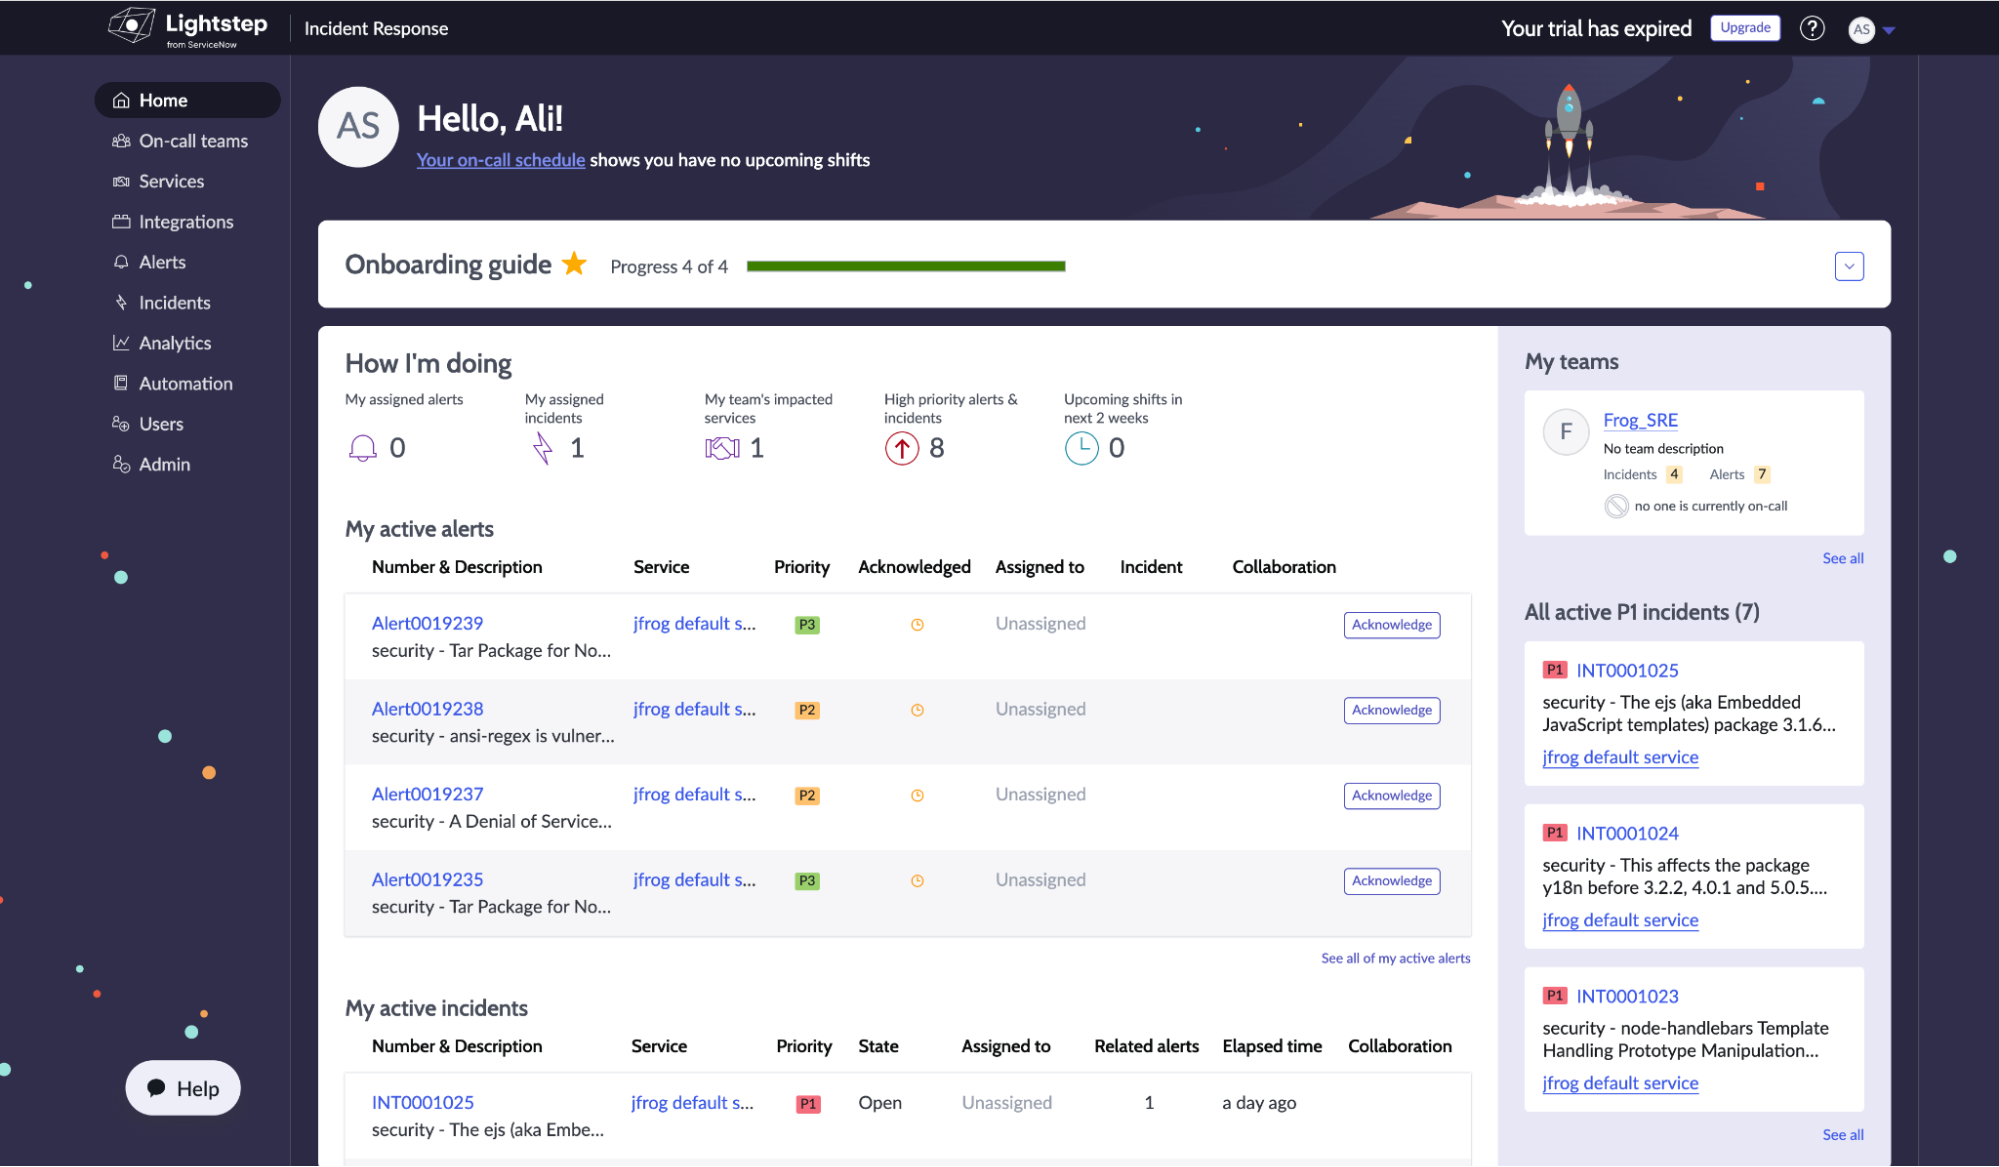 Lightstep
from ServiceNow
Incident Response
Your trial has expired
Upgrade
?
AS
Home
On-call teams
Services
Integrations
Alerts
Incidents
Analytics
Automation
Users
Admin
Help
AS
Hello, Ali!
Your on-call schedule shows you have no upcoming shifts
Onboarding guide
Progress 4 of 4
How I'm doing
My assigned alerts
0
My assigned
incidents
1
My team's impacted
services
1
High priority alerts &
incidents
8
Upcoming shifts in
next 2 weeks
0
My active alerts
Number & Description Service Priority Acknowledged Assigned to Incident Collaboration
Alert0019239 jfrog default s... P3 Unassigned Acknowledge
security - Tar Package for No...
Alert0019238 jfrog default s... P2 Unassigned Acknowledge
security - ansi-regex is vulner...
Alert0019237 jfrog default s... P2 Unassigned Acknowledge
security - A Denial of Service...
Alert0019235 jfrog default s... P3 Unassigned Acknowledge
security - Tar Package for No...
See all of my active alerts
My active incidents
Number & Description Service Priority State Assigned to Related alerts Elapsed time Collaboration
INT0001025 jfrog default s... P1 Open Unassigned 1 a day ago
security - The ejs (aka Embe...
My teams
F
Frog_SRE
No team description
Incidents 4 Alerts 7
no one is currently on-call
See all
All active P1 incidents (7)
P1 INT0001025
security - The ejs (aka Embedded
JavaScript templates) package 3.1.6...
jfrog default service
P1 INT0001024
security - This affects the package
y18n before 3.2.2, 4.0.1 and 5.0.5....
jfrog default service
P1 INT0001023
security - node-handlebars Template
Handling Prototype Manipulation...
jfrog default service
See all